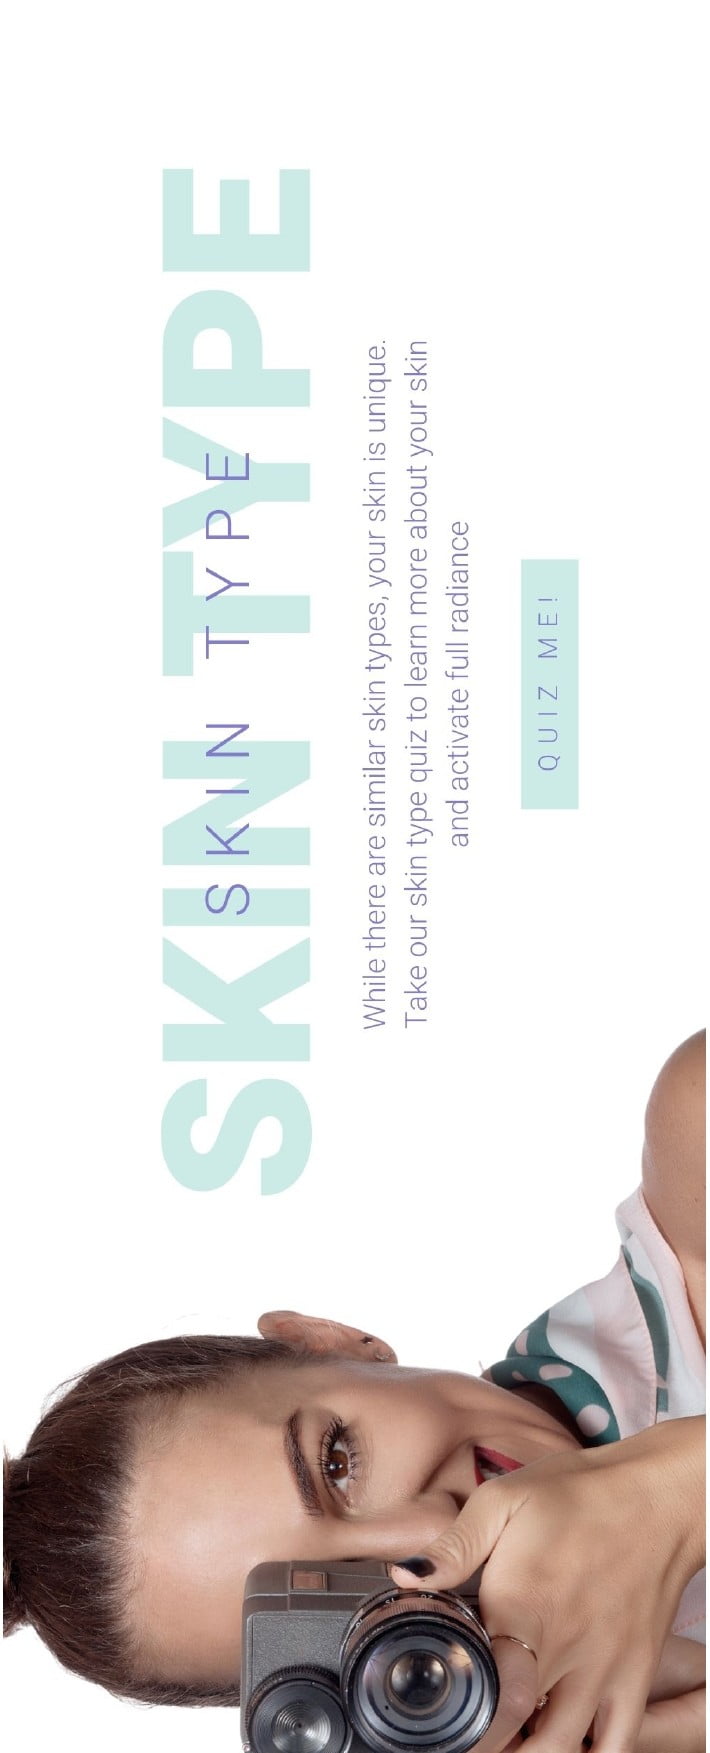 SKIN TYPE
SKIN TYPE
While there are similar skin types, your skin is unique.
Take our skin type quiz to learn more about your skin
and activate full radiance
QUIZ ME!